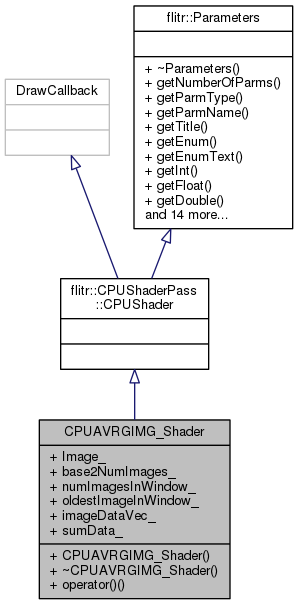 flitr::Parameters
+ ~Parameters()
+ getNumberOfParms()
+ getParmType()
+ getParmName()
+ getTitle()
+ getEnum()
+ getEnumText()
+ getInt()
+ getFloat()
+ getDouble()
and 14 more...
DrawCallback
flitr::CPUShaderPass
::CPUShader
CPUAVRGIMG_Shader
+ Image_
+ base2NumImages_
+ numImagesInWindow_
+ oldestImageInWindow_
+ imageDataVec_
+ sumData_
+ CPUAVRGIMG_Shader()
+ ~CPUAVRGIMG_Shader()
+ operator()()